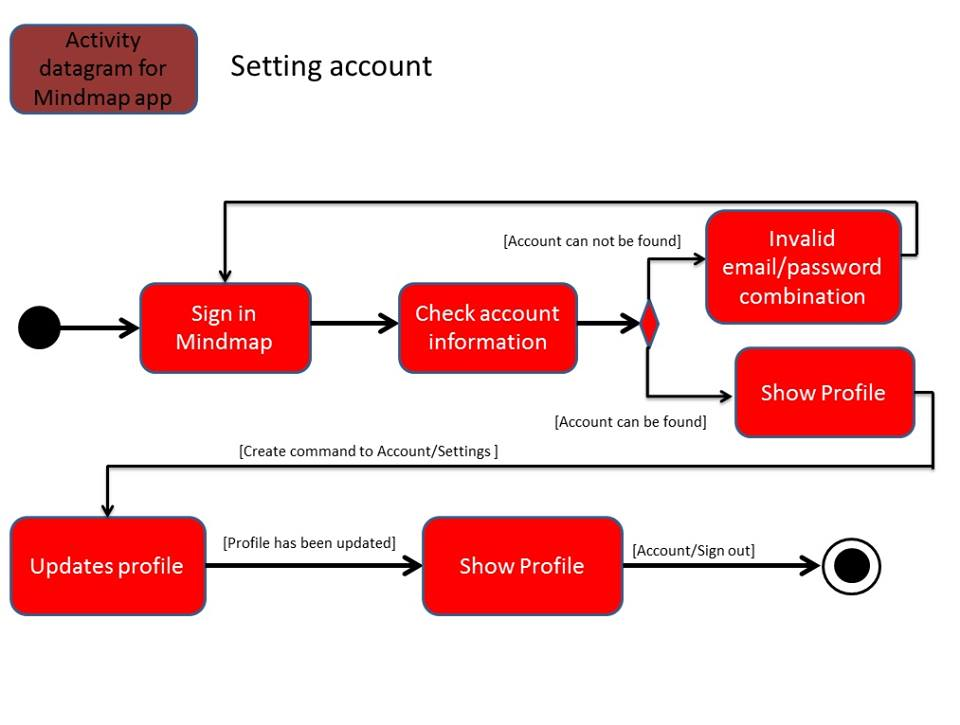 Activity
datagram for
Mindmap app
Setting account
[Account can not be found]
Invalid
email/password
combination
Sign in
Mindmap
Check account
information
Show Profile
[Account can be found]
[Create command to Account/Settings ]
Updates profile
[Profile has been updated]
Show Profile
[Account/Sign out]